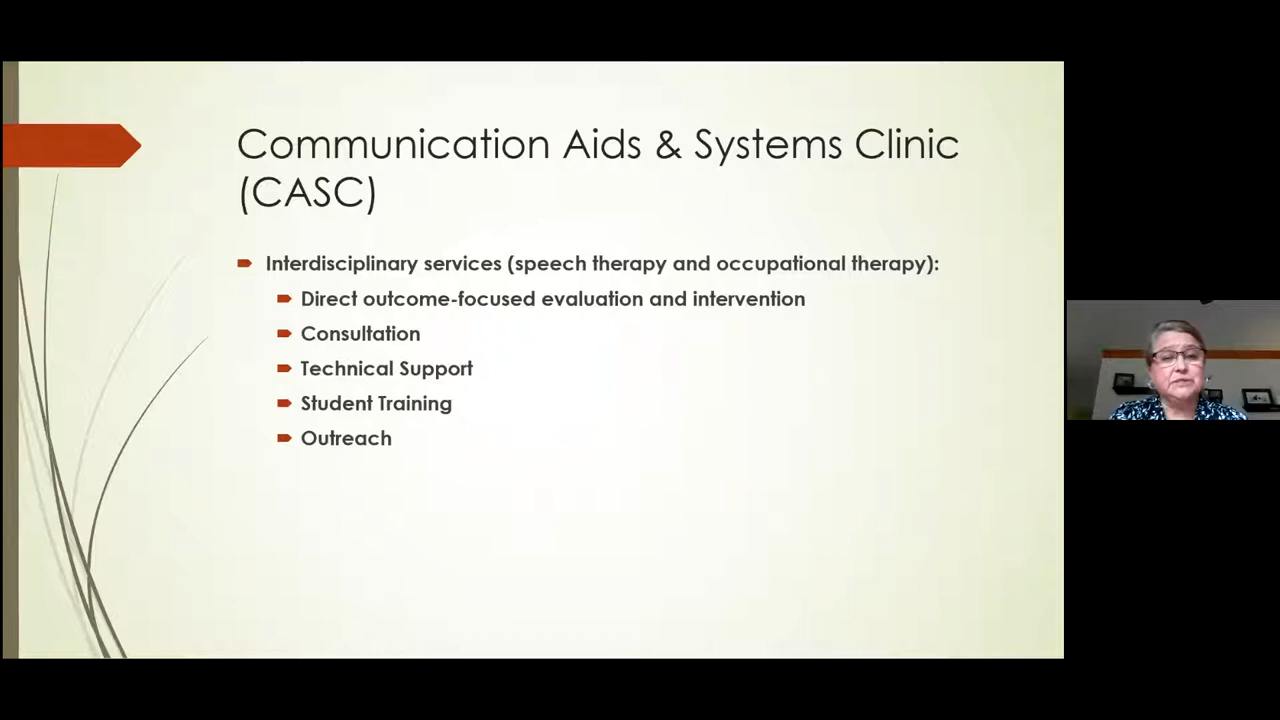 Communication Aids & Systems Clinic
(CASC)
Interdisciplinary services (speech therapy and occupational therapy):
Direct outcome-focused evaluation and intervention
Consultation
Technical Support
Student Training
Outreach